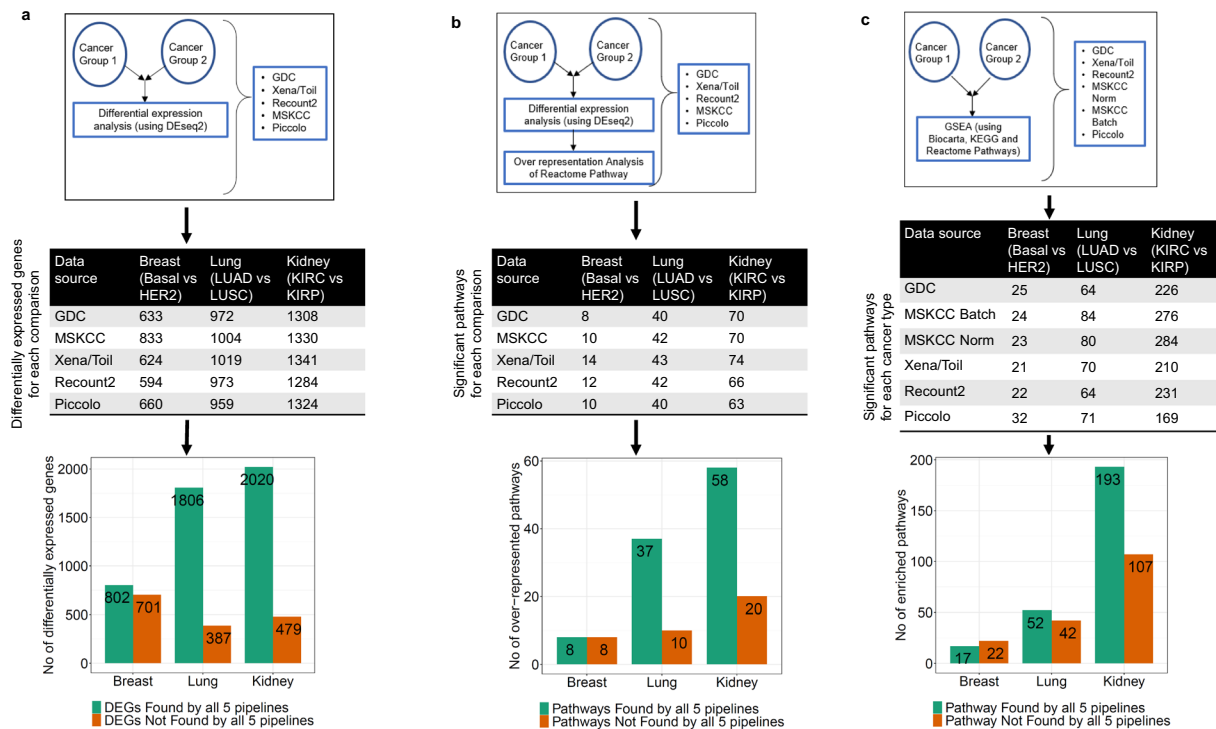 a
Cancer
Group 1
Cancer
Group 2
Differential expression
analysis (using DEseq2)
• GDC
• Xena/Toil
• Recount2
• MSKCC
• Piccolo
Differentially expressed genes
for each comparison
Data source Breast (Basal vs HER2) Lung (LUAD vs LUSC) Kidney (KIRC vs KIRP)
GDC 633 972 1308
MSKCC 833 1004 1330
Xena/Toil 624 1019 1341
Recount2 594 973 1284
Piccolo 660 959 1324
No of differentially expressed genes
2000
1500
1000
500
0
802
701
1806
387
2020
479
Breast Lung Kidney
DEGs Found by all 5 pipelines
DEGs Not Found by all 5 pipelines
b
Cancer
Group 1
Cancer
Group 2
Differential expression
analysis (using DEseq2)
Over representation Analysis
of Reactome Pathway
• GDC
• Xena/Toil
• Recount2
• MSKCC
• Piccolo
Significant pathways
for each comparison
Data source Breast (Basal vs HER2) Lung (LUAD vs LUSC) Kidney (KIRC vs KIRP)
GDC 8 40 70
MSKCC 10 42 70
Xena/Toil 14 43 74
Recount2 12 42 66
Piccolo 10 40 63
No of over-represented pathways
60
40
20
0
8
8
37
10
58
20
Breast Lung Kidney
Pathways Found by all 5 pipelines
Pathways Not Found by all 5 pipelines
c
Cancer
Group 1
Cancer
Group 2
GSEA (using
Biocarta, KEGG and
Reactome Pathways)
• GDC
• Xena/Toil
• Recount2
• MSKCC
Norm
• MSKCC
Batch
• Piccolo
Significant pathways
for each cancer type
Data source Breast (Basal vs HER2) Lung (LUAD vs LUSC) Kidney (KIRC vs KIRP)
GDC 25 64 226
MSKCC Batch 24 84 276
MSKCC Norm 23 80 284
Xena/Toil 21 70 210
Recount2 22 64 231
Piccolo 32 71 169
No of enriched pathways
200
150
100
50
0
17
22
52
42
193
107
Breast Lung Kidney
Pathway Found by all 5 pipelines
Pathway Not Found by all 5 pipelines